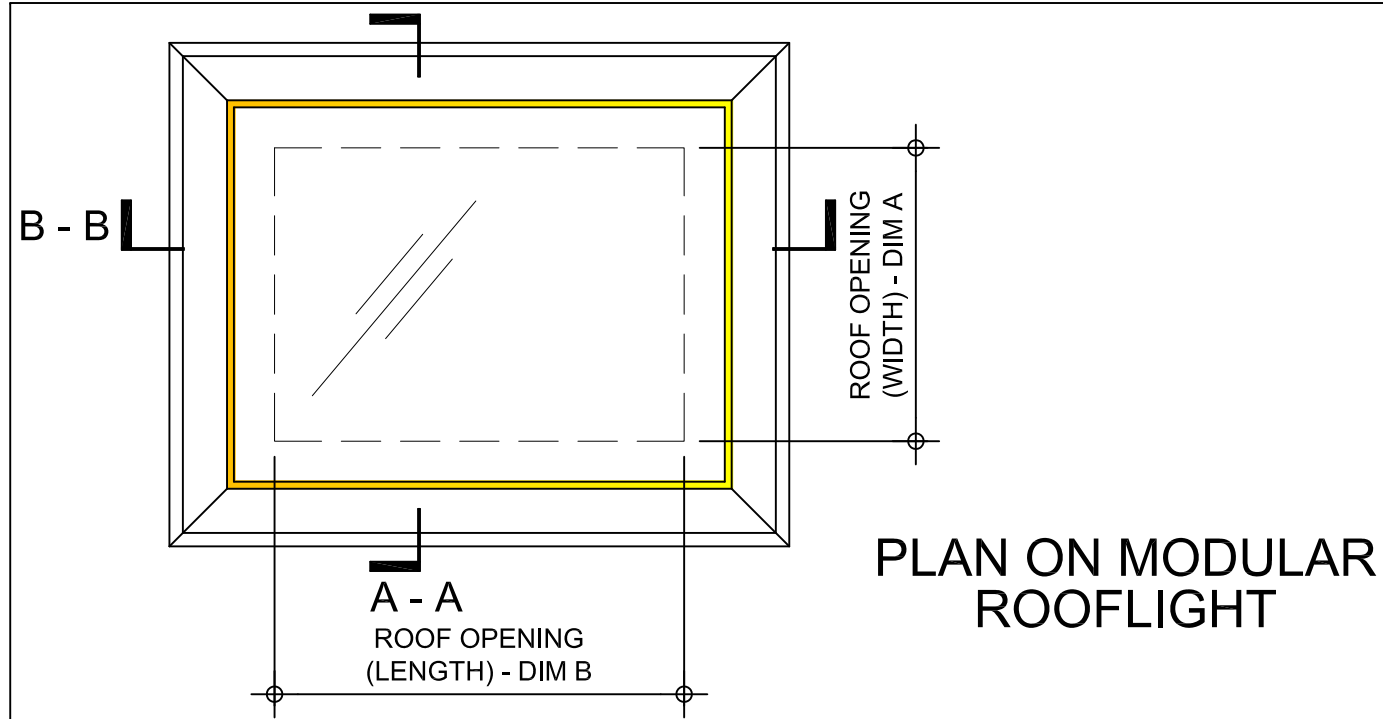 B - B
ROOF OPENING
(WIDTH) - DIM A
PLAN ON MODULAR
ROOFLIGHT
A - A
ROOF OPENING
(LENGTH) - DIM B